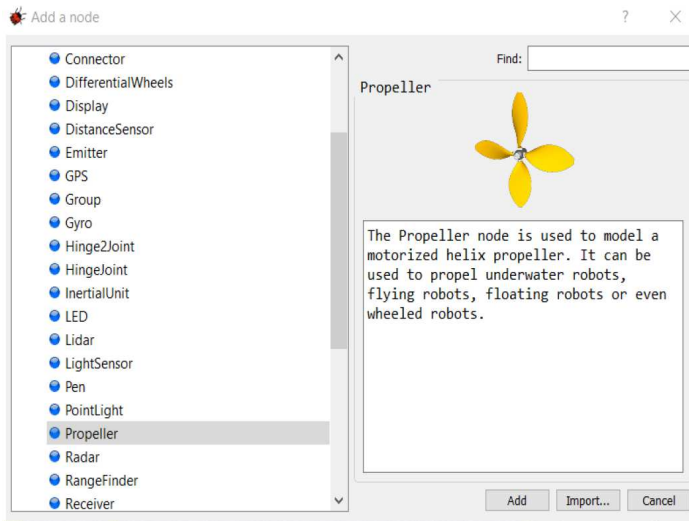 Add a node
?
Connector
DifferentialWheels
Display
DistanceSensor
Emitter
GPS
Group
Gyro
Hinge2Joint
HingeJoint
InertialUnit
LED
Lidar
LightSensor
Pen
PointLight
Propeller
Radar
RangeFinder
Receiver
Find:
Propeller
The Propeller node is used to model a
motorized helix propeller. It can be
used to propel underwater robots,
flying robots, floating robots or even
wheeled robots.
Add Import... Cancel